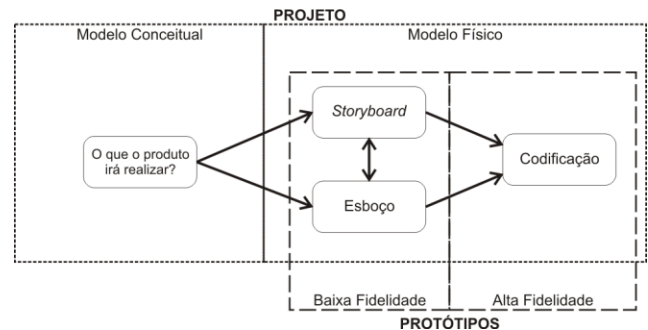 PROJETO
Modelo Conceitual
Modelo Físico
Storyboard
O que o produto
irá realizar?
Codificação
Esboço
Baixa Fidelidade
Alta Fidelidade
PROTÓTIPOS